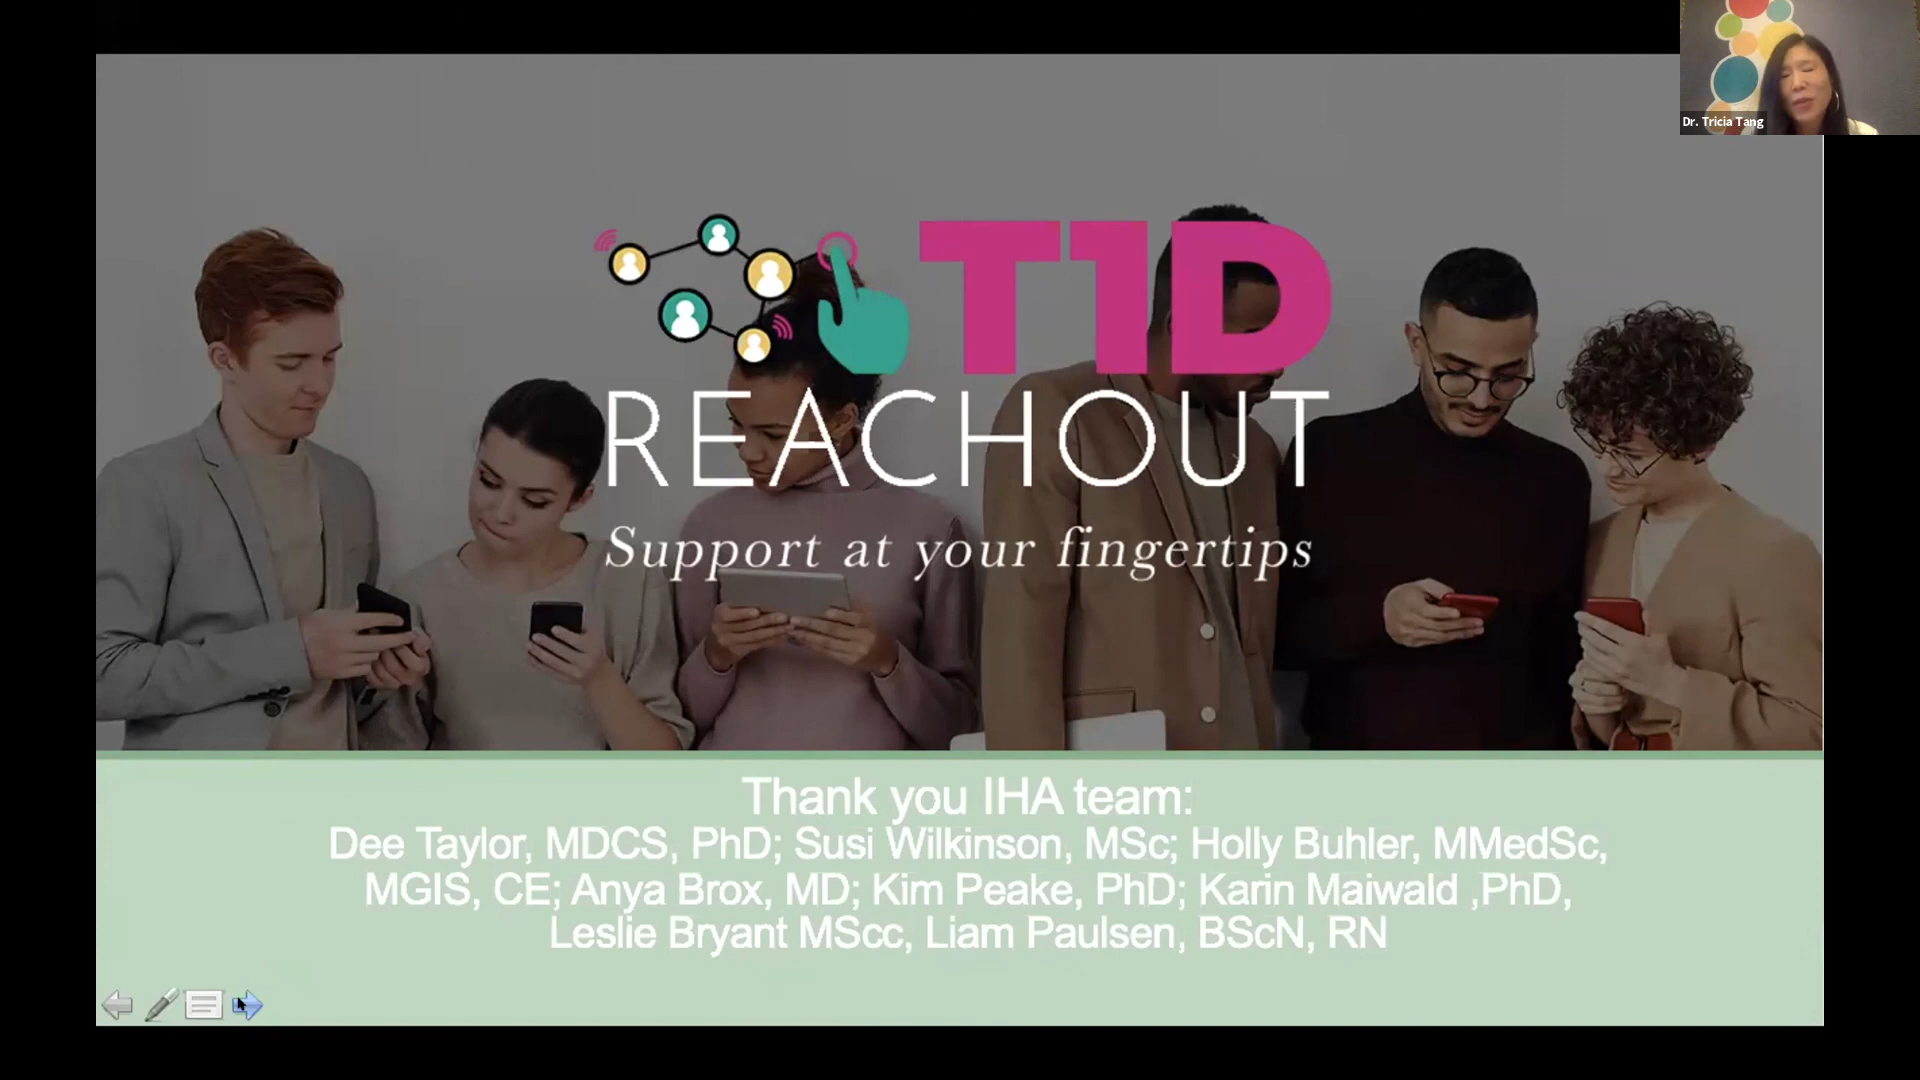 Dr. Tricia Tang
T1D
REACHOUT
Support at your fingertips
Thank you IHA team:
Dee Taylor, MDCS, PhD; Susi Wilkinson, MSc; Holly Buhler, MMedSc,
MGIS, CE; Anya Brox, MD; Kim Peake, PhD; Karin Maiwald ,PhD,
Leslie Bryant MScc, Liam Paulsen, BScN, RN